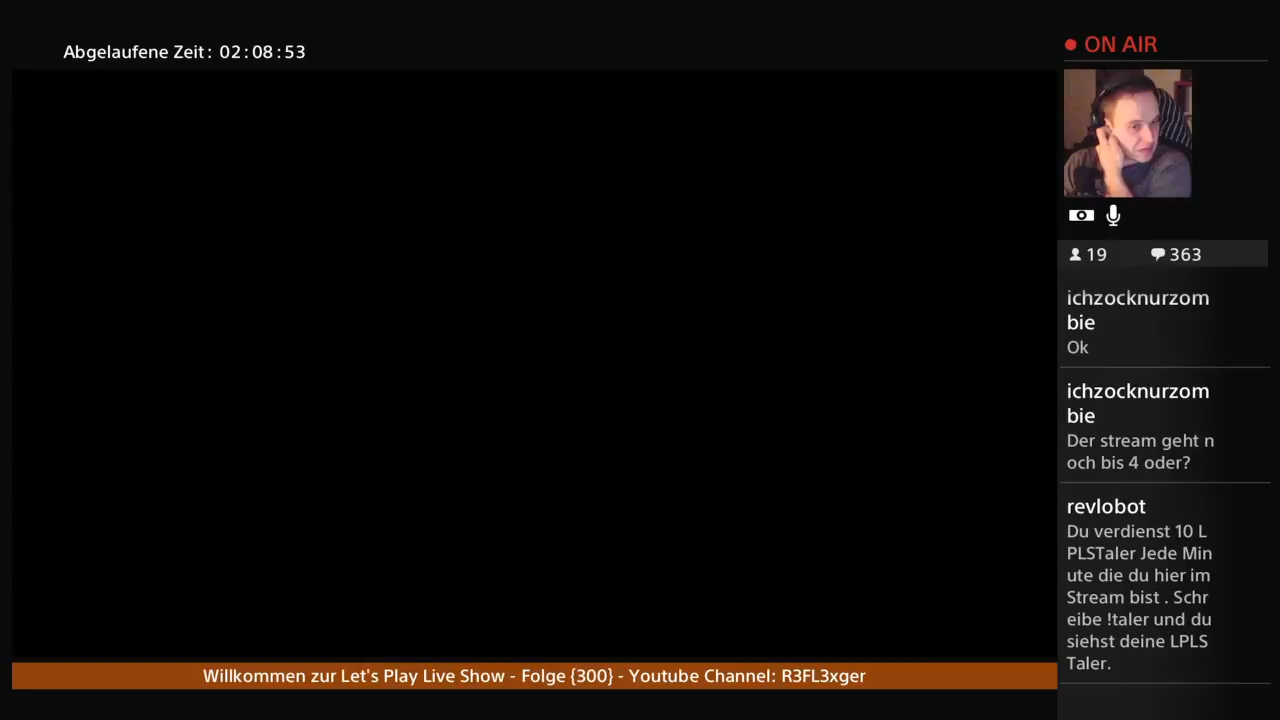 Abgelaufene Zeit: 02:08:53
ON AIR
19 363
ichzocknurzom
bie
Ok
ichzocknurzom
bie
Der stream geht n
och bis 4 oder?
revlobot
Du verdienst 10 L
PLSTaler Jede Min
ute die du hier im
Stream bist . Schr
eibe !taler und du
siehst deine LPLS
Taler.
Willkommen zur Let's Play Live Show - Folge {300} - Youtube Channel: R3FL3xger